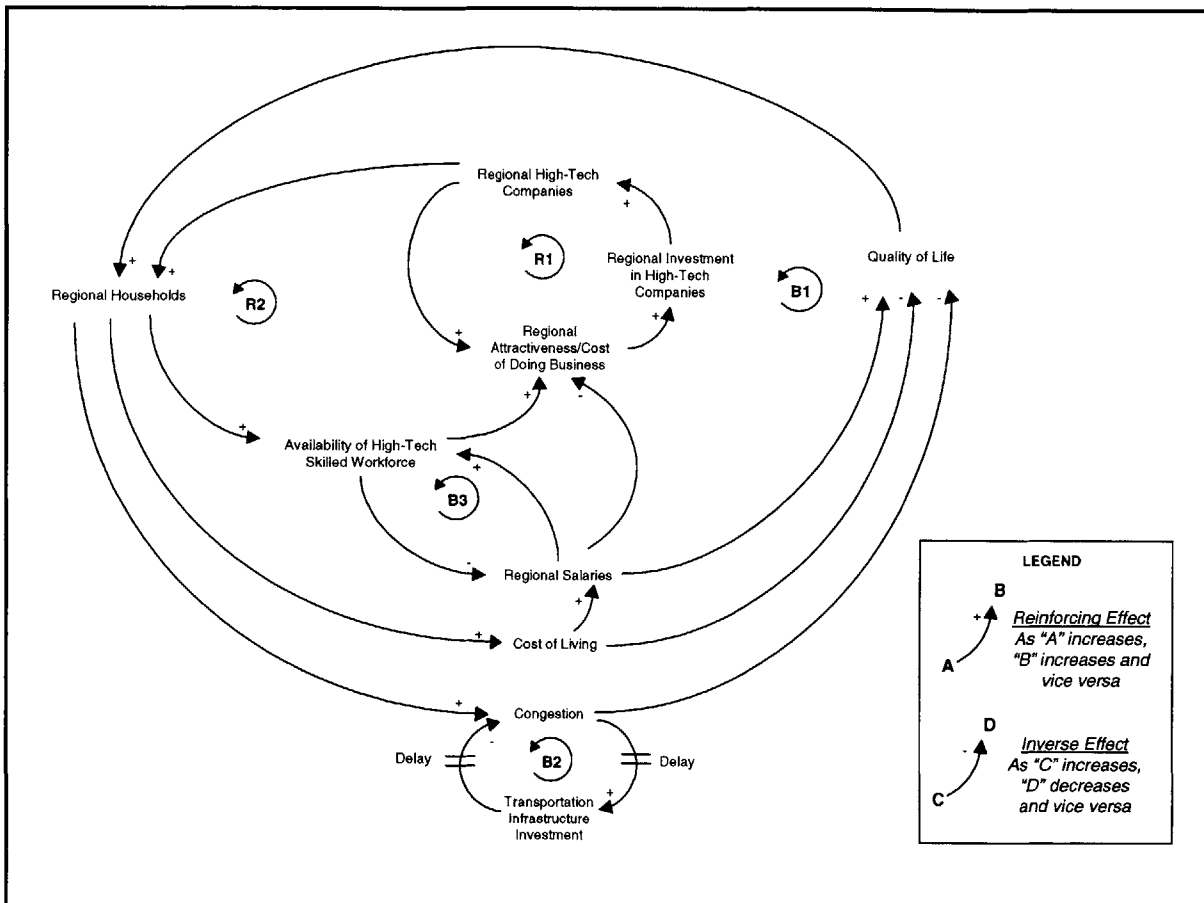 Regional High-Tech
Companies
+
+
+
Regional Households
R2
R1
Regional Investment
in High-Tech
Companies
B1
Quality of Life
+
-
-
+
Regional
Attractiveness/Cost
of Doing Business
+
+
-
+
Availability of High-Tech
Skilled Workforce
+
B3
-
Regional Salaries
+
+
Cost of Living
+
Congestion
-
Delay
B2
Delay
+
Transportation
Infrastructure
Investment
LEGEND
B
+
A
Reinforcing Effect
As "A" increases,
"B" increases and
vice versa
D
-
C
Inverse Effect
As "C" increases,
"D" decreases
and vice versa